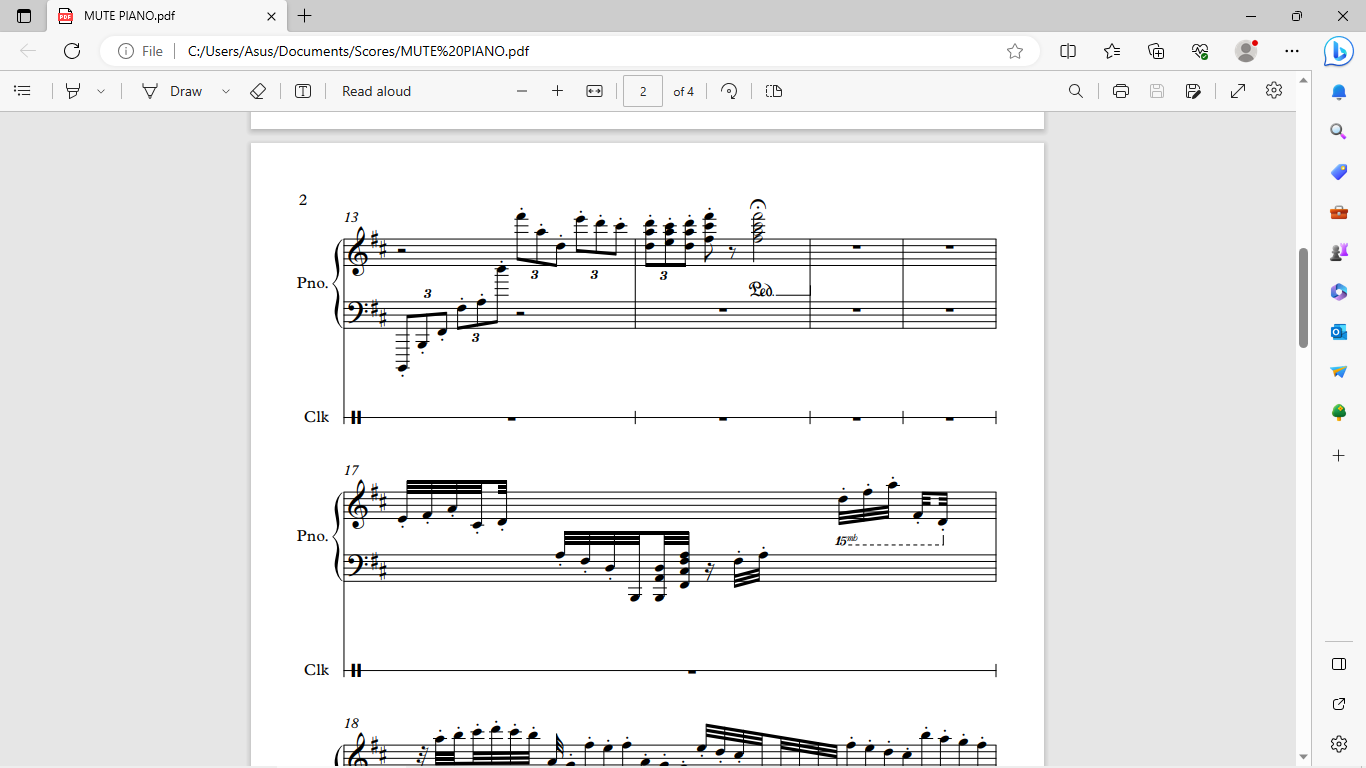 MUTE PIANO.pdf
File C:/Users/Asus/Documents/Scores/MUTE%20PIANO.pdf
Draw Read aloud 2 of 4
2
13
3 3
3
Pno.
3
3
Ped.
Clk
17
Pno.
15mb
Clk
18